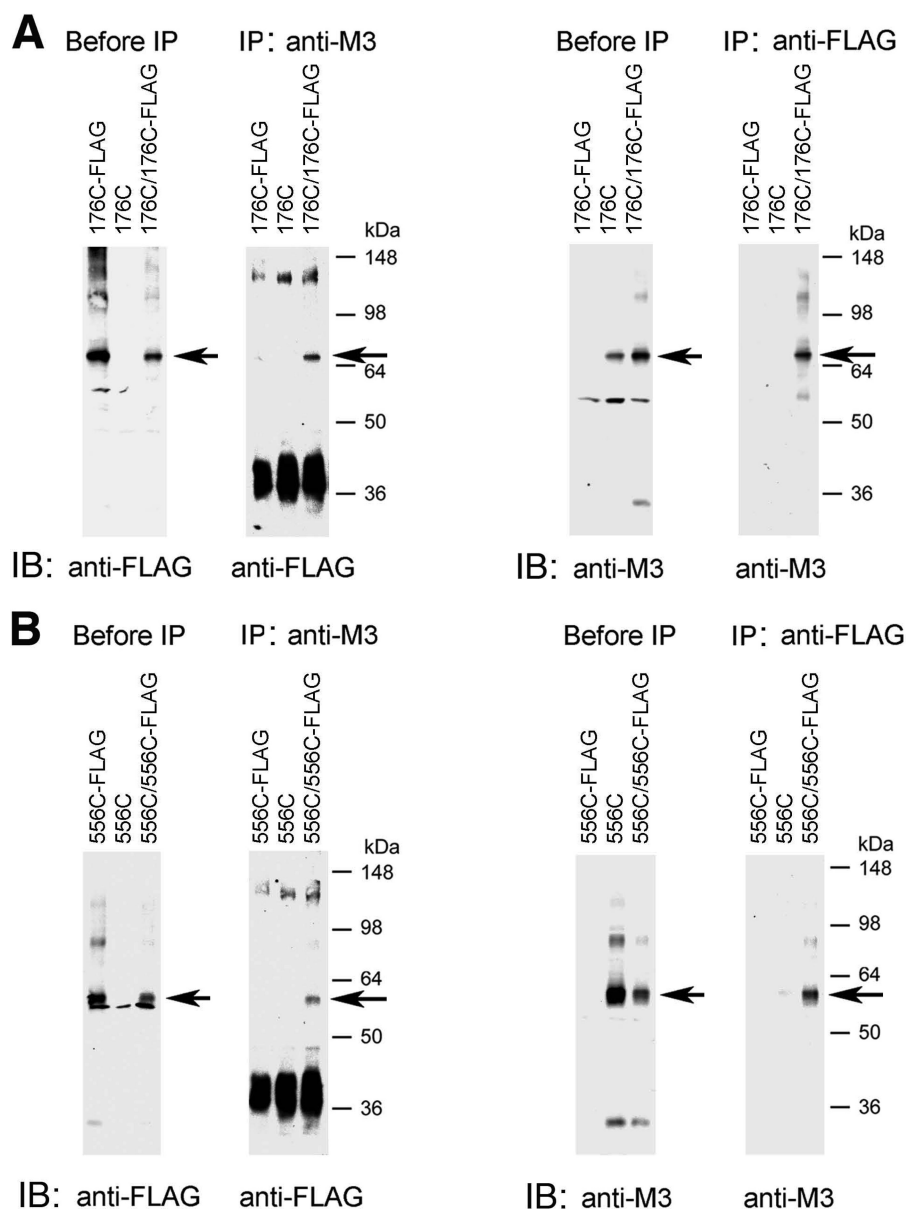 A
Before IP
IP: anti-M3
Before IP
IP: anti-FLAG
176C-FLAG
176C
176C/176C-FLAG
176C-FLAG
176C
176C/176C-FLAG
176C-FLAG
176C
176C/176C-FLAG
176C-FLAG
176C
176C/176C-FLAG
kDa
148
98
64
50
36
kDa
148
98
64
50
36
IB: anti-FLAG
anti-FLAG
IB: anti-M3
anti-M3
B
Before IP
IP: anti-M3
Before IP
IP: anti-FLAG
556C-FLAG
556C
556C/556C-FLAG
556C-FLAG
556C
556C/556C-FLAG
556C-FLAG
556C
556C/556C-FLAG
556C-FLAG
556C
556C/556C-FLAG
kDa
148
98
64
50
36
kDa
148
98
64
50
36
IB: anti-FLAG
anti-FLAG
IB: anti-M3
anti-M3